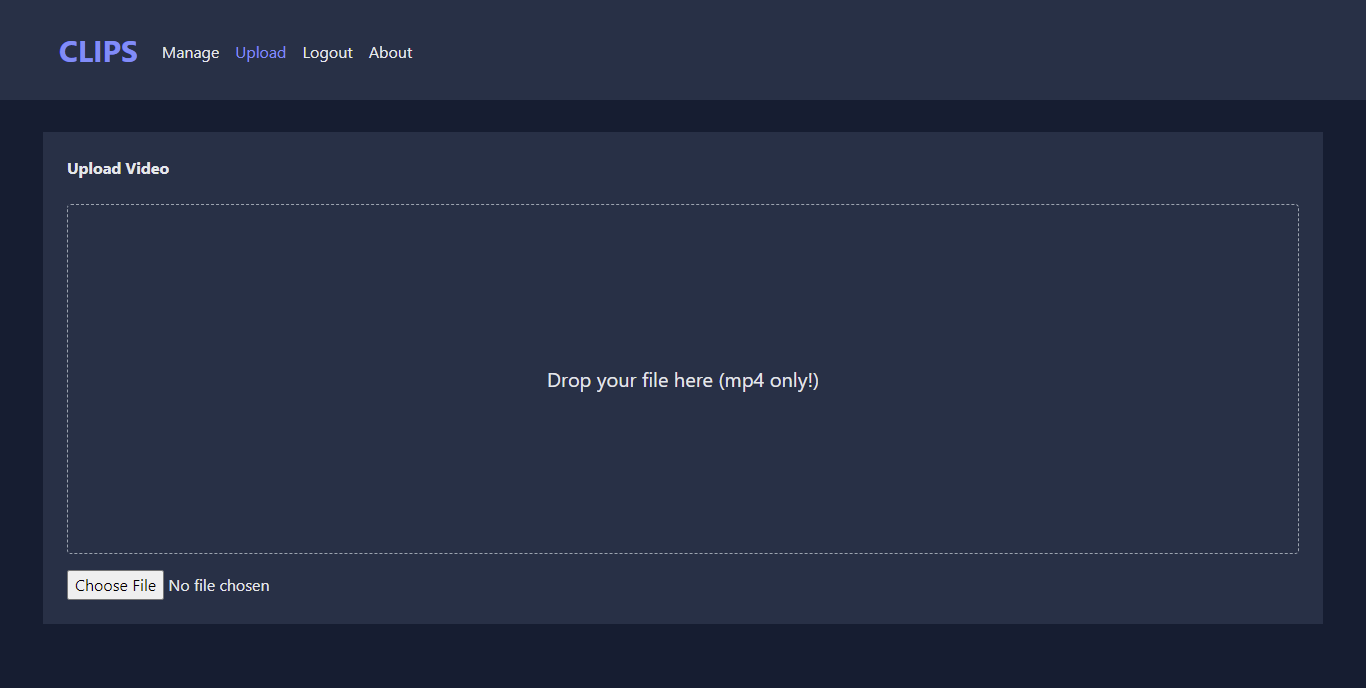 CLIPS Manage Upload Logout About
Upload Video
Drop your file here (mp4 only!)
Choose File No file chosen